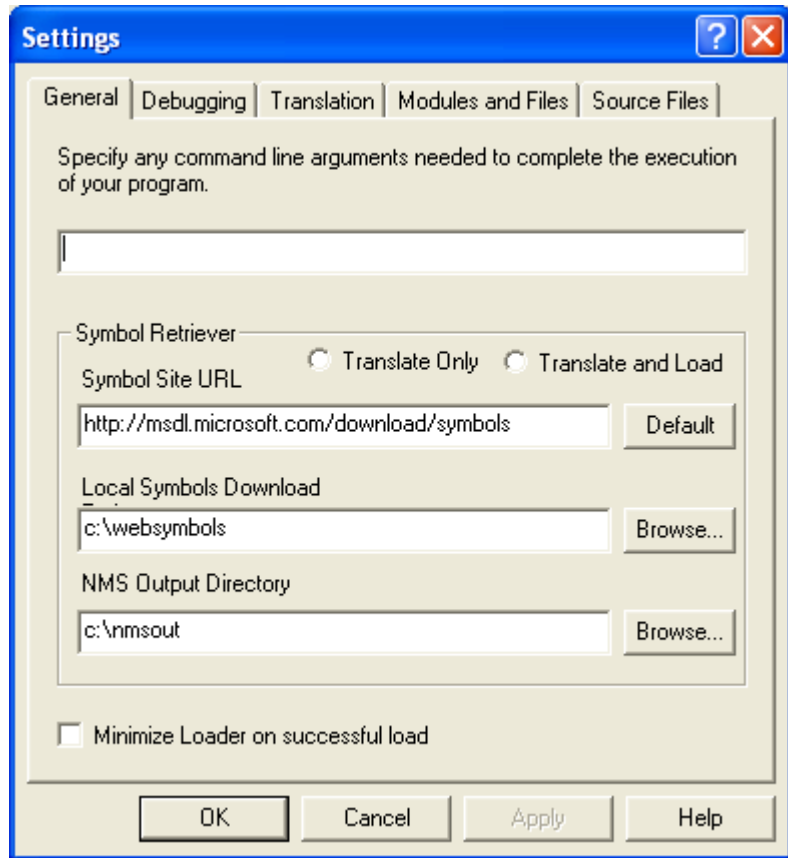 Settings
General Debugging Translation Modules and Files Source Files
Specify any command line arguments needed to complete the execution
of your program.
Symbol Retriever
Translate Only Translate and Load
Symbol Site URL
http://msdl.microsoft.com/download/symbols Default
Local Symbols Download
c:\websymbols Browse...
NMS Output Directory
c:\nmsout Browse...
Minimize Loader on successful load
OK Cancel Apply Help